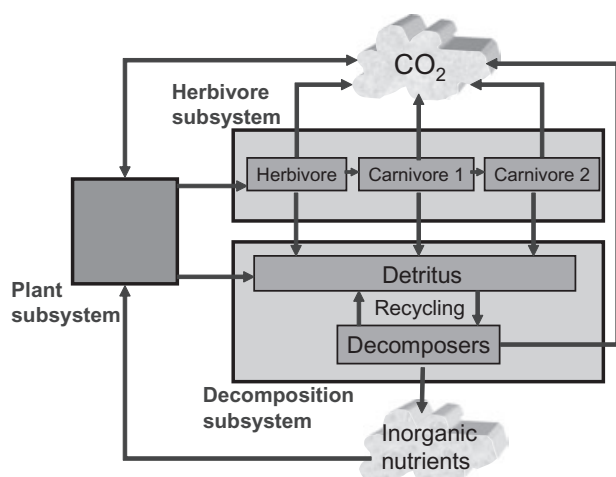 CO₂
Herbivore
subsystem
Herbivore
Carnivore 1
Carnivore 2
Detritus
Plant
subsystem
Recycling
Decomposers
Decomposition
subsystem
Inorganic
nutrients